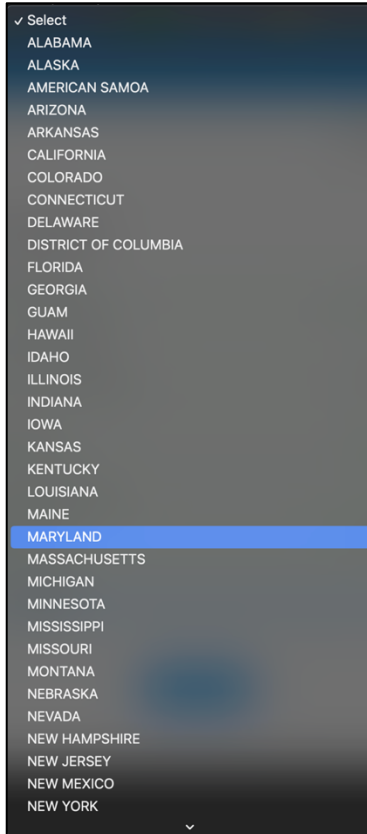 ✓ Select
ALABAMA
ALASKA
AMERICAN SAMOA
ARIZONA
ARKANSAS
CALIFORNIA
COLORADO
CONNECTICUT
DELAWARE
DISTRICT OF COLUMBIA
FLORIDA
GEORGIA
GUAM
HAWAII
IDAHO
ILLINOIS
INDIANA
IOWA
KANSAS
KENTUCKY
LOUISIANA
MAINE
MARYLAND
MASSACHUSETTS
MICHIGAN
MINNESOTA
MISSISSIPPI
MISSOURI
MONTANA
NEBRASKA
NEVADA
NEW HAMPSHIRE
NEW JERSEY
NEW MEXICO
NEW YORK